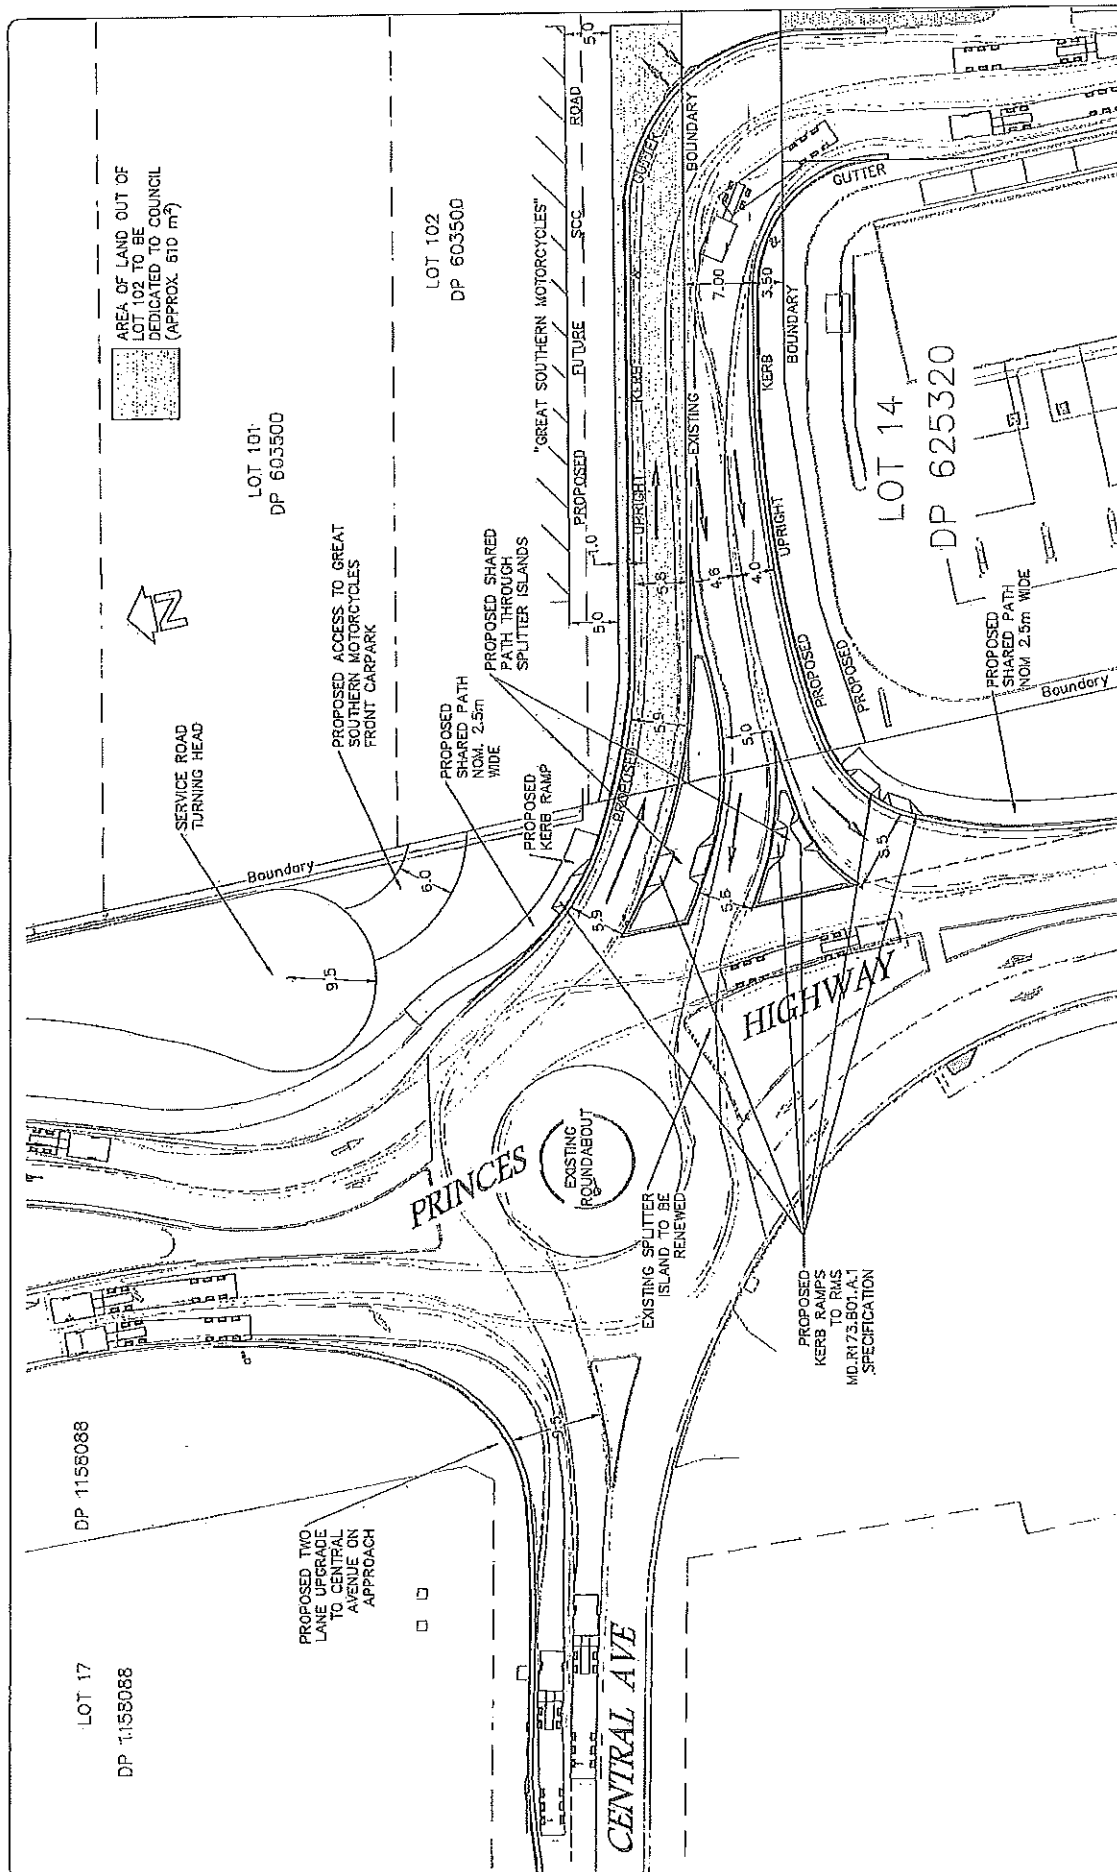 LOT 17
DP 1158088
DP 1158088
PROPOSED TWO
LANE UPGRADE
TO CENTRAL
AVENUE ON
APPROACH
CENTRAL AVE
9.5
PRINCES
HIGHWAY
EXISTING
ROUNDABOUT
EXISTING SPLITTER
ISLAND TO BE
RENEWED
PROPOSED
KERB RAMPS
TO RMS
MD.R173.B01.A.1
SPECIFICATION
SERVICE ROAD
TURNING HEAD
9.5
Boundary
6.0
PROPOSED ACCESS TO GREAT
SOUTHERN MOTORCYCLES
FRONT CARPARK
PROPOSED
SHARED PATH
NOM. 2.5m
WIDE
PROPOSED
KERB RAMP
PROPOSED SHARED
PATH THROUGH
SPLITTER ISLANDS
N
LOT 101
DP 603500
AREA OF LAND OUT OF
LOT 102 TO BE
DEDICATED TO COUNCIL
(APPROX. 610 m²)
LOT 102
DP 603500
"GREAT SOUTHERN MOTORCYCLES"
PROPOSED FUTURE SCC ROAD
5.0
5.0
1.0
PROPOSED UPRIGHT KERB & GUTTER
EXISTING BOUNDARY
5.9
5.9
5.8
4.6
4.0
5.0
5.5
7.00
3.50
PROPOSED UPRIGHT KERB & GUTTER
PROPOSED BOUNDARY
LOT 14
DP 625320
PROPOSED
SHARED PATH
NOM 2.5m WIDE
Boundary